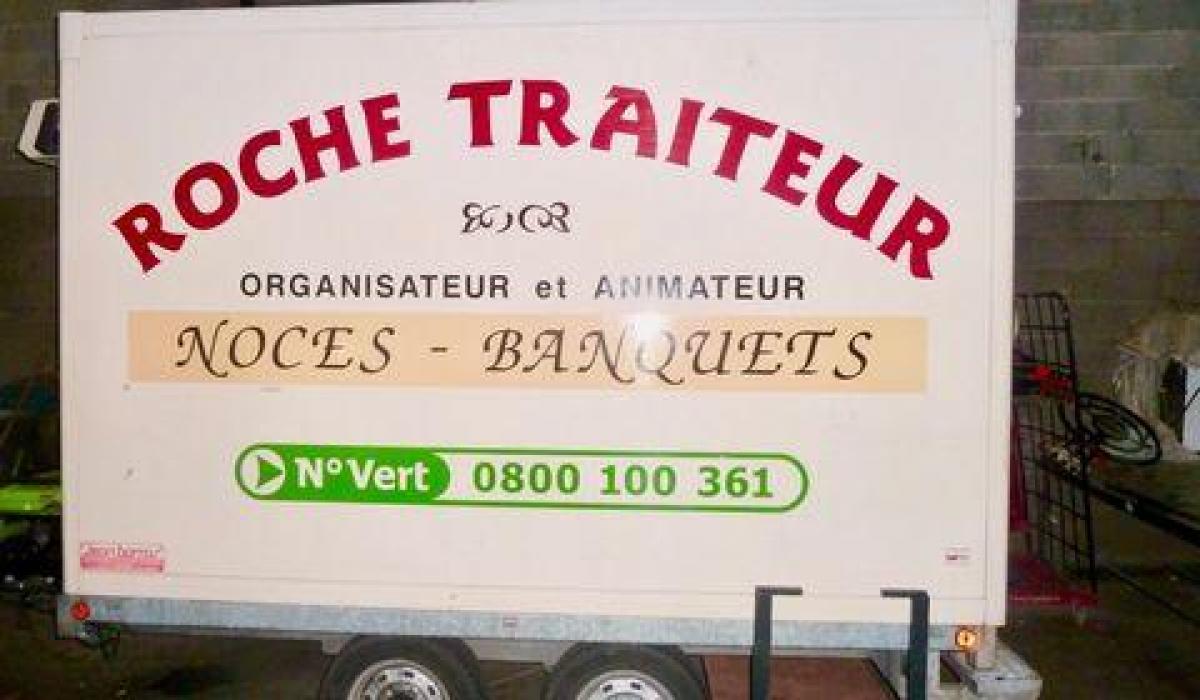 ROCHE TRAITEUR
ORGANISATEUR et ANIMATEUR
NOCES - BANQUETS
N° Vert 0800 100 361